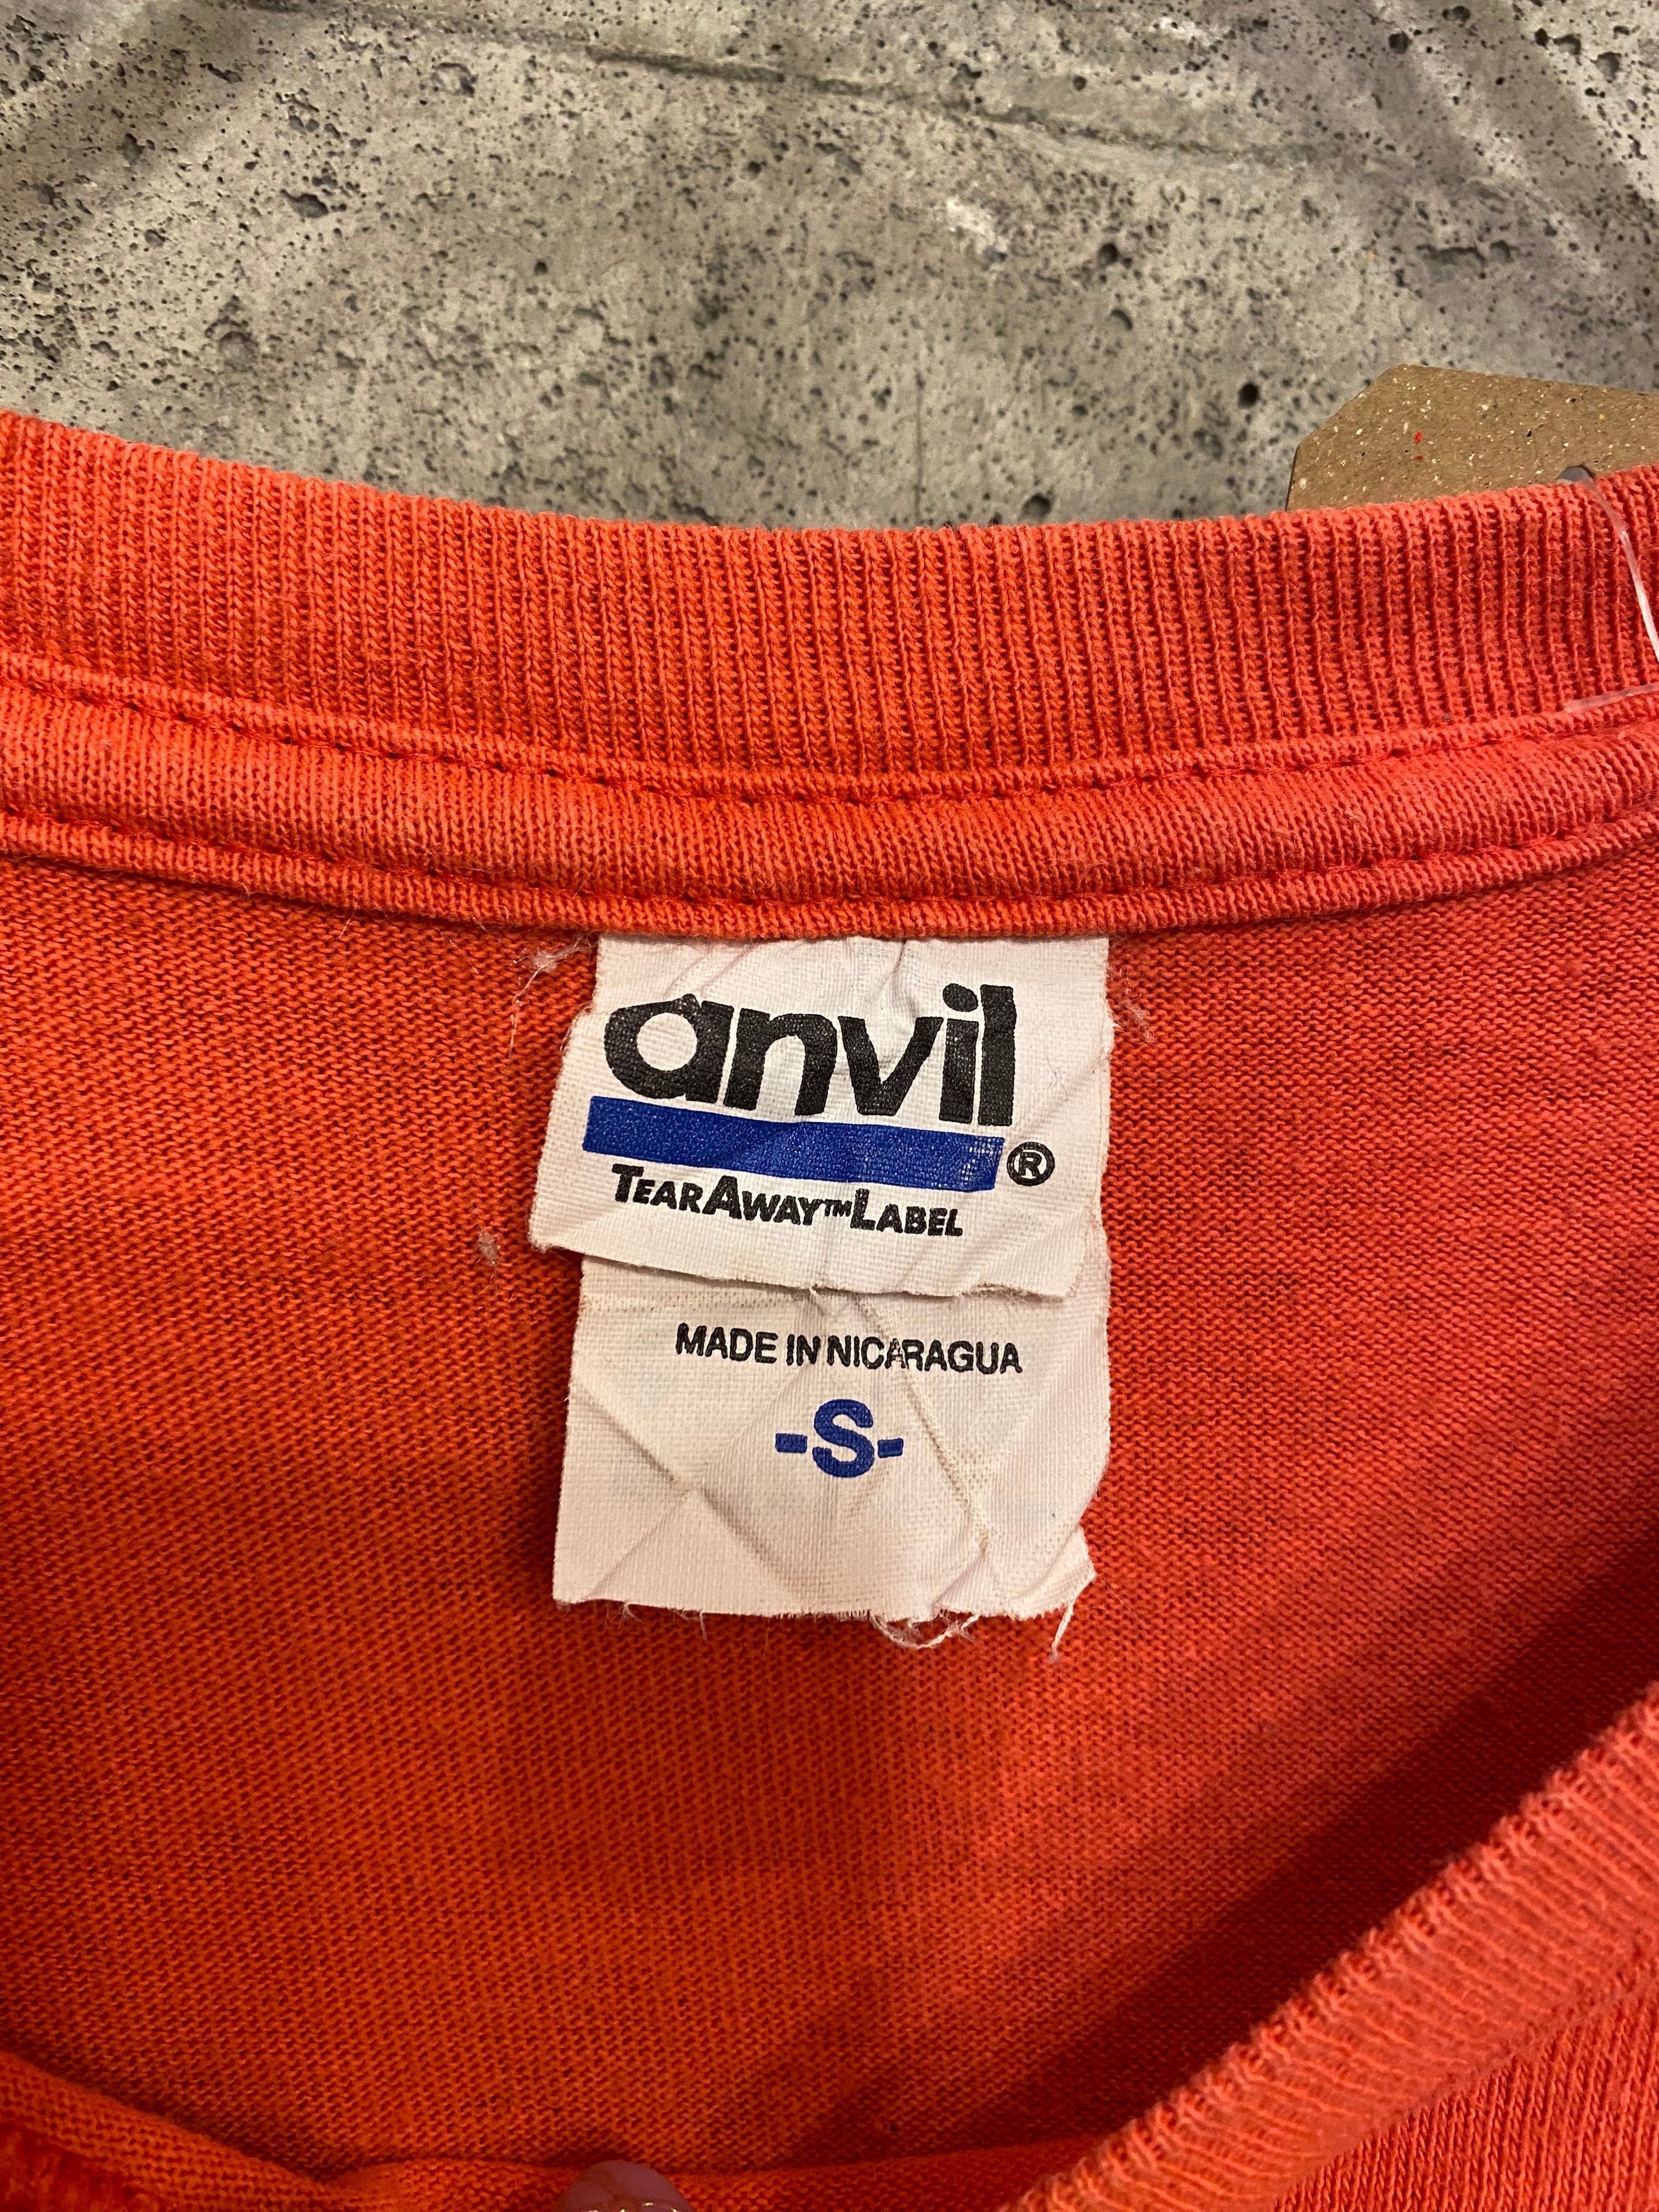 anvil
®
TEARAWAY™LABEL
MADE IN NICARAGUA
-S-